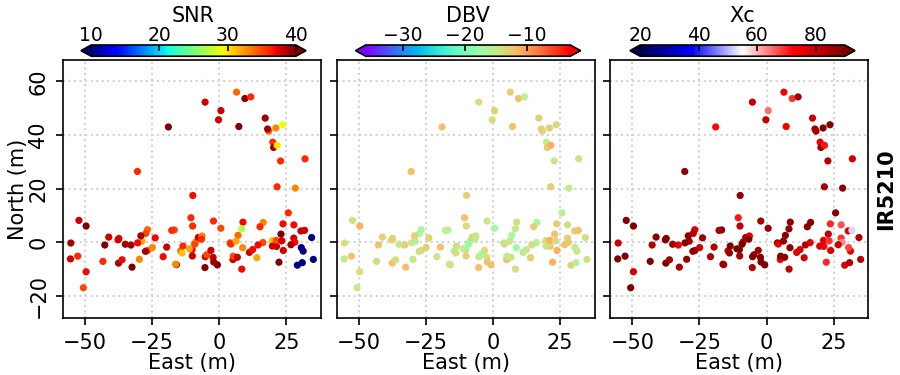 SNR DBV Xc
10 20 30 40 −30 −20 −10 20 40 60 80
60
40
20
0
−20
North (m)
IR5210
−50 −25 0 25 −50 −25 0 25 −50 −25 0 25
East (m) East (m) East (m)